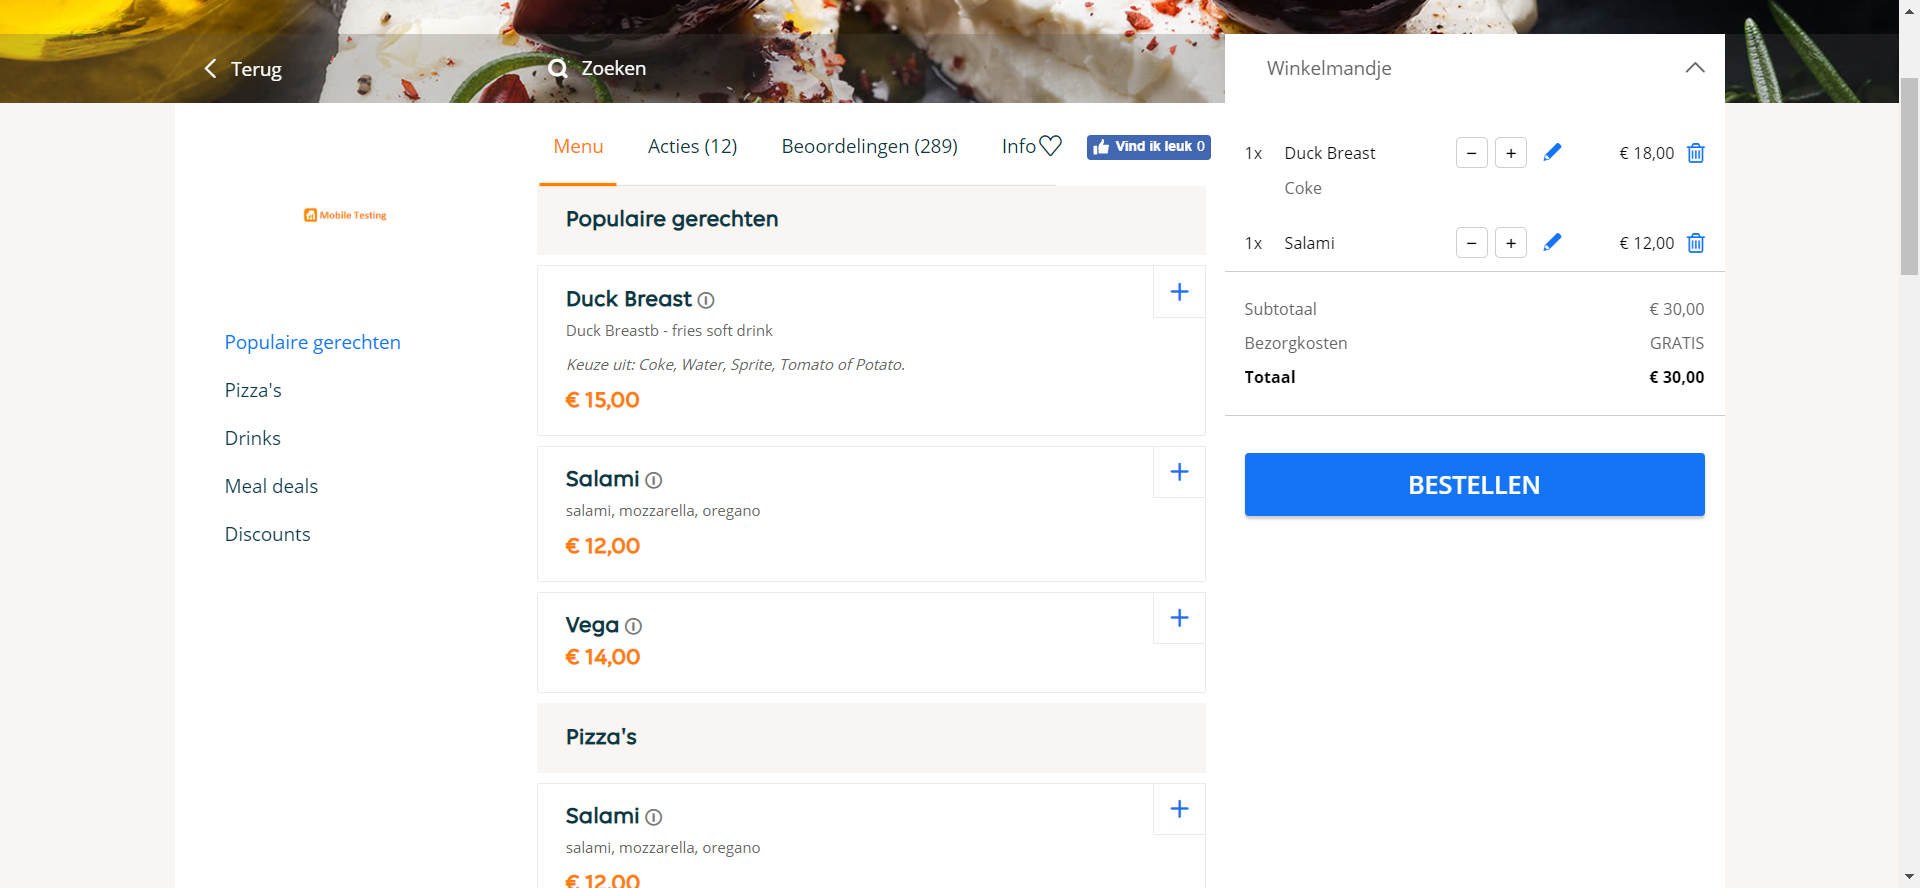 Terug
Zoeken
Winkelmandje
Mobile Testing
Populaire gerechten
Pizza's
Drinks
Meal deals
Discounts
Menu
Acties (12)
Beoordelingen (289)
Info
Vind ik leuk 0
Populaire gerechten
Duck Breast
Duck Breastb - fries soft drink
Keuze uit: Coke, Water, Sprite, Tomato of Potato.
€ 15,00
Salami
salami, mozzarella, oregano
€ 12,00
Vega
€ 14,00
Pizza's
Salami
salami, mozzarella, oregano
€ 12,00
1x Duck Breast € 18,00
Coke
1x Salami € 12,00
Subtotaal € 30,00
Bezorgkosten GRATIS
Totaal € 30,00
BESTELLEN